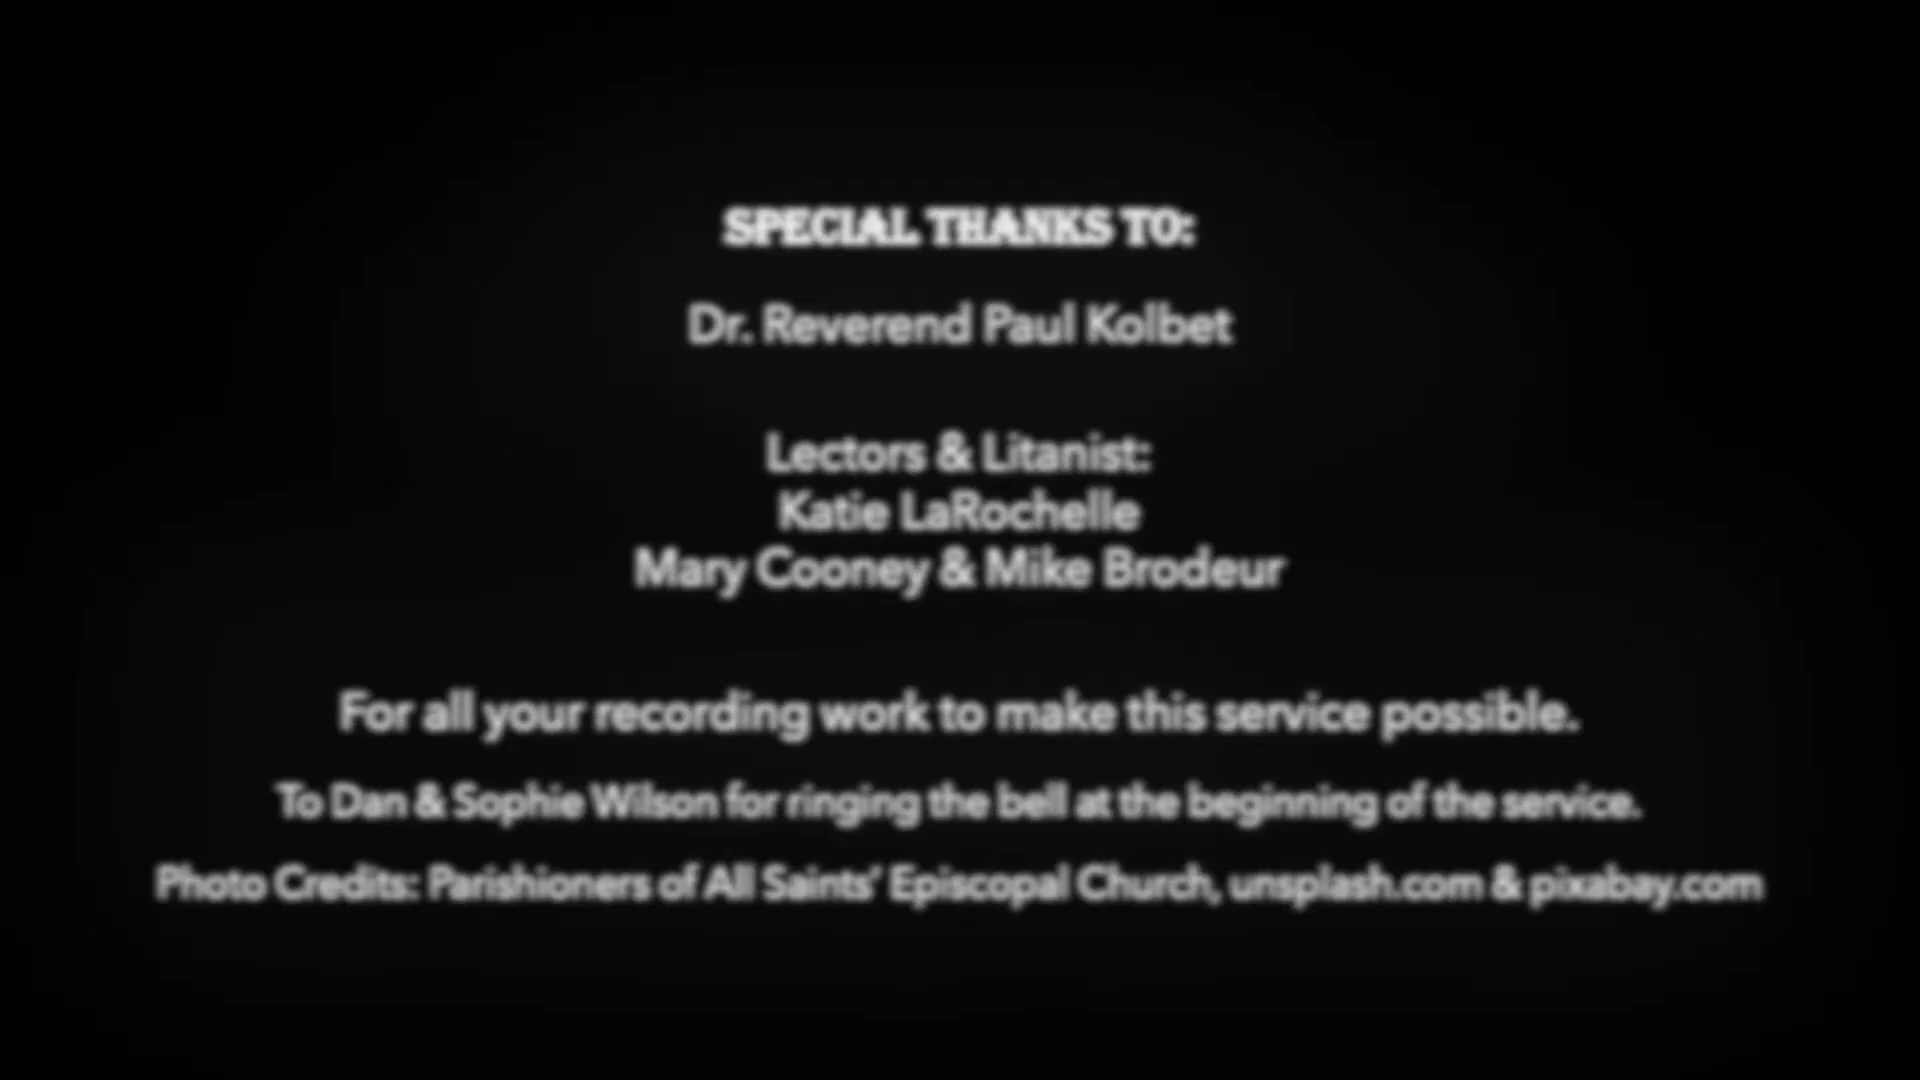 SPECIAL THANKS TO:
Dr. Reverend Paul Kolbet
Lectors & Litanist:
Katie LaRochelle
Mary Cooney & Mike Brodeur
For all your recording work to make this service possible.
To Dan & Sophie Wilson for ringing the bell at the beginning of the service.
Photo Credits: Parishioners of All Saints’ Episcopal Church, unsplash.com & pixabay.com